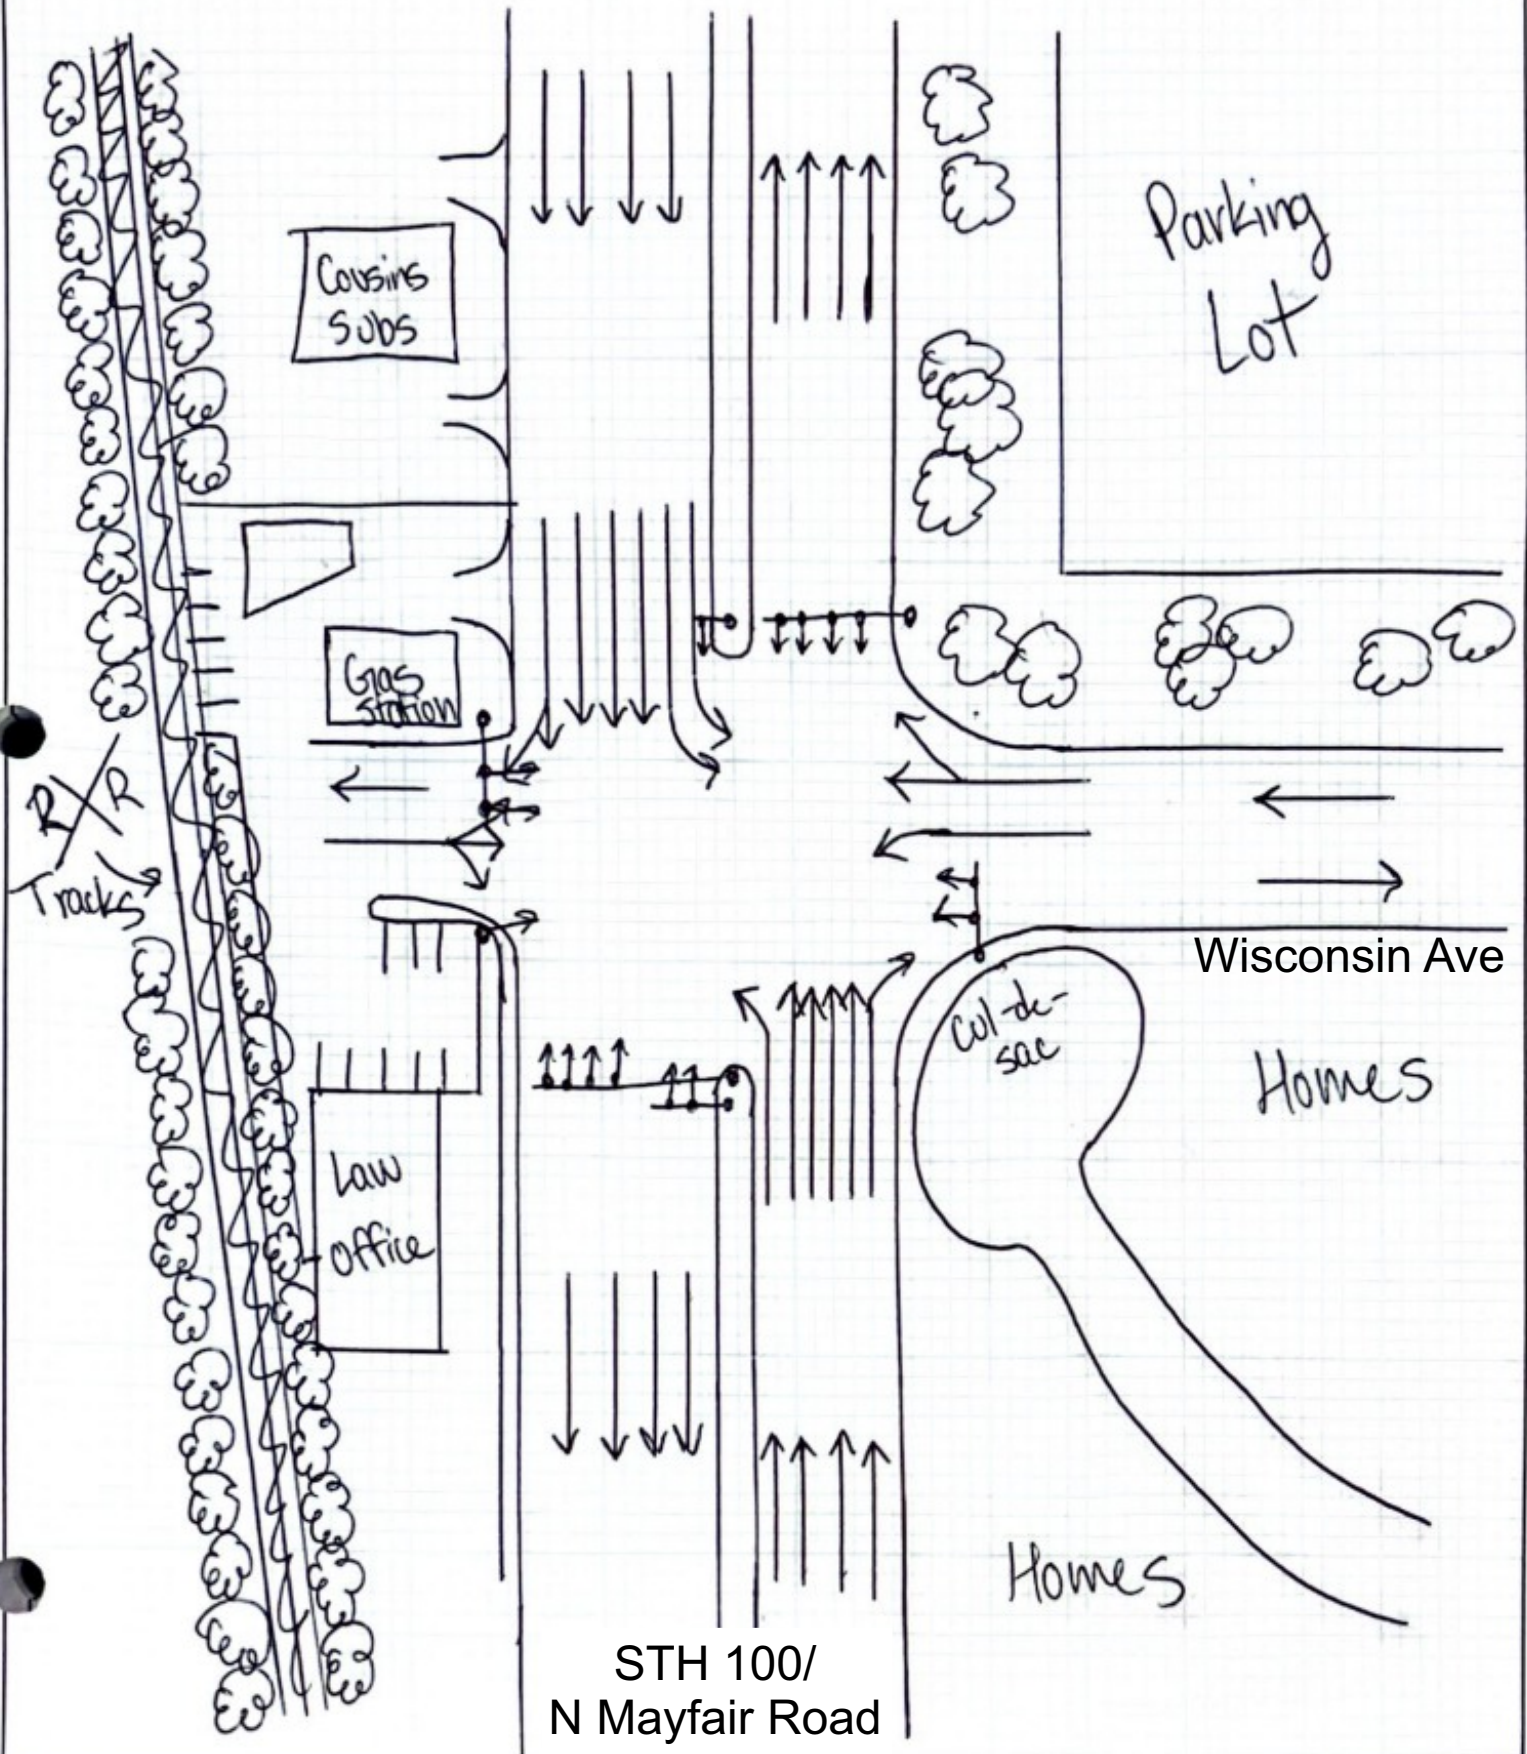 Parking
Lot
Cousins
Subs
Gas
Station
R R
Tracks
Wisconsin Ave
Cul-de-
sac
Homes
Law
Office
Homes
STH 100/
N Mayfair Road